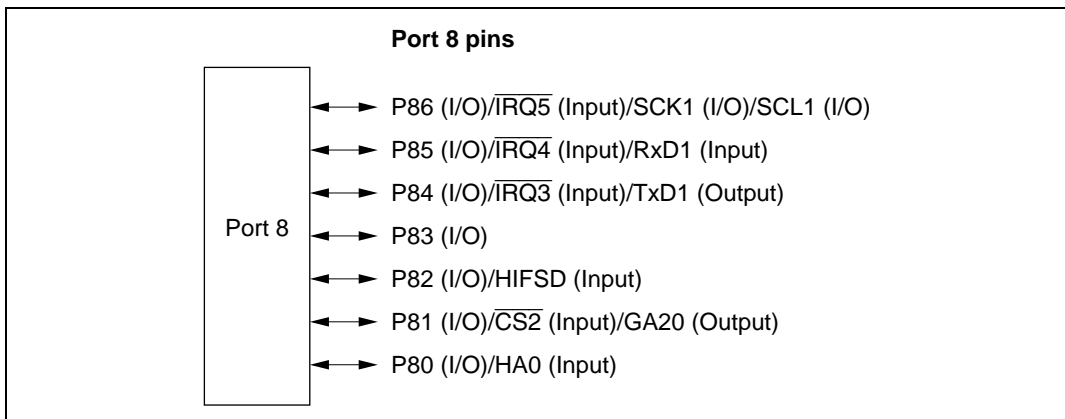 Port 8 pins
P86 (I/O)/IRQ5 (Input)/SCK1 (I/O)/SCL1 (I/O)
P85 (I/O)/IRQ4 (Input)/RxD1 (Input)
P84 (I/O)/IRQ3 (Input)/TxD1 (Output)
Port 8
P83 (I/O)
P82 (I/O)/HIFSD (Input)
P81 (I/O)/CS2 (Input)/GA20 (Output)
P80 (I/O)/HA0 (Input)